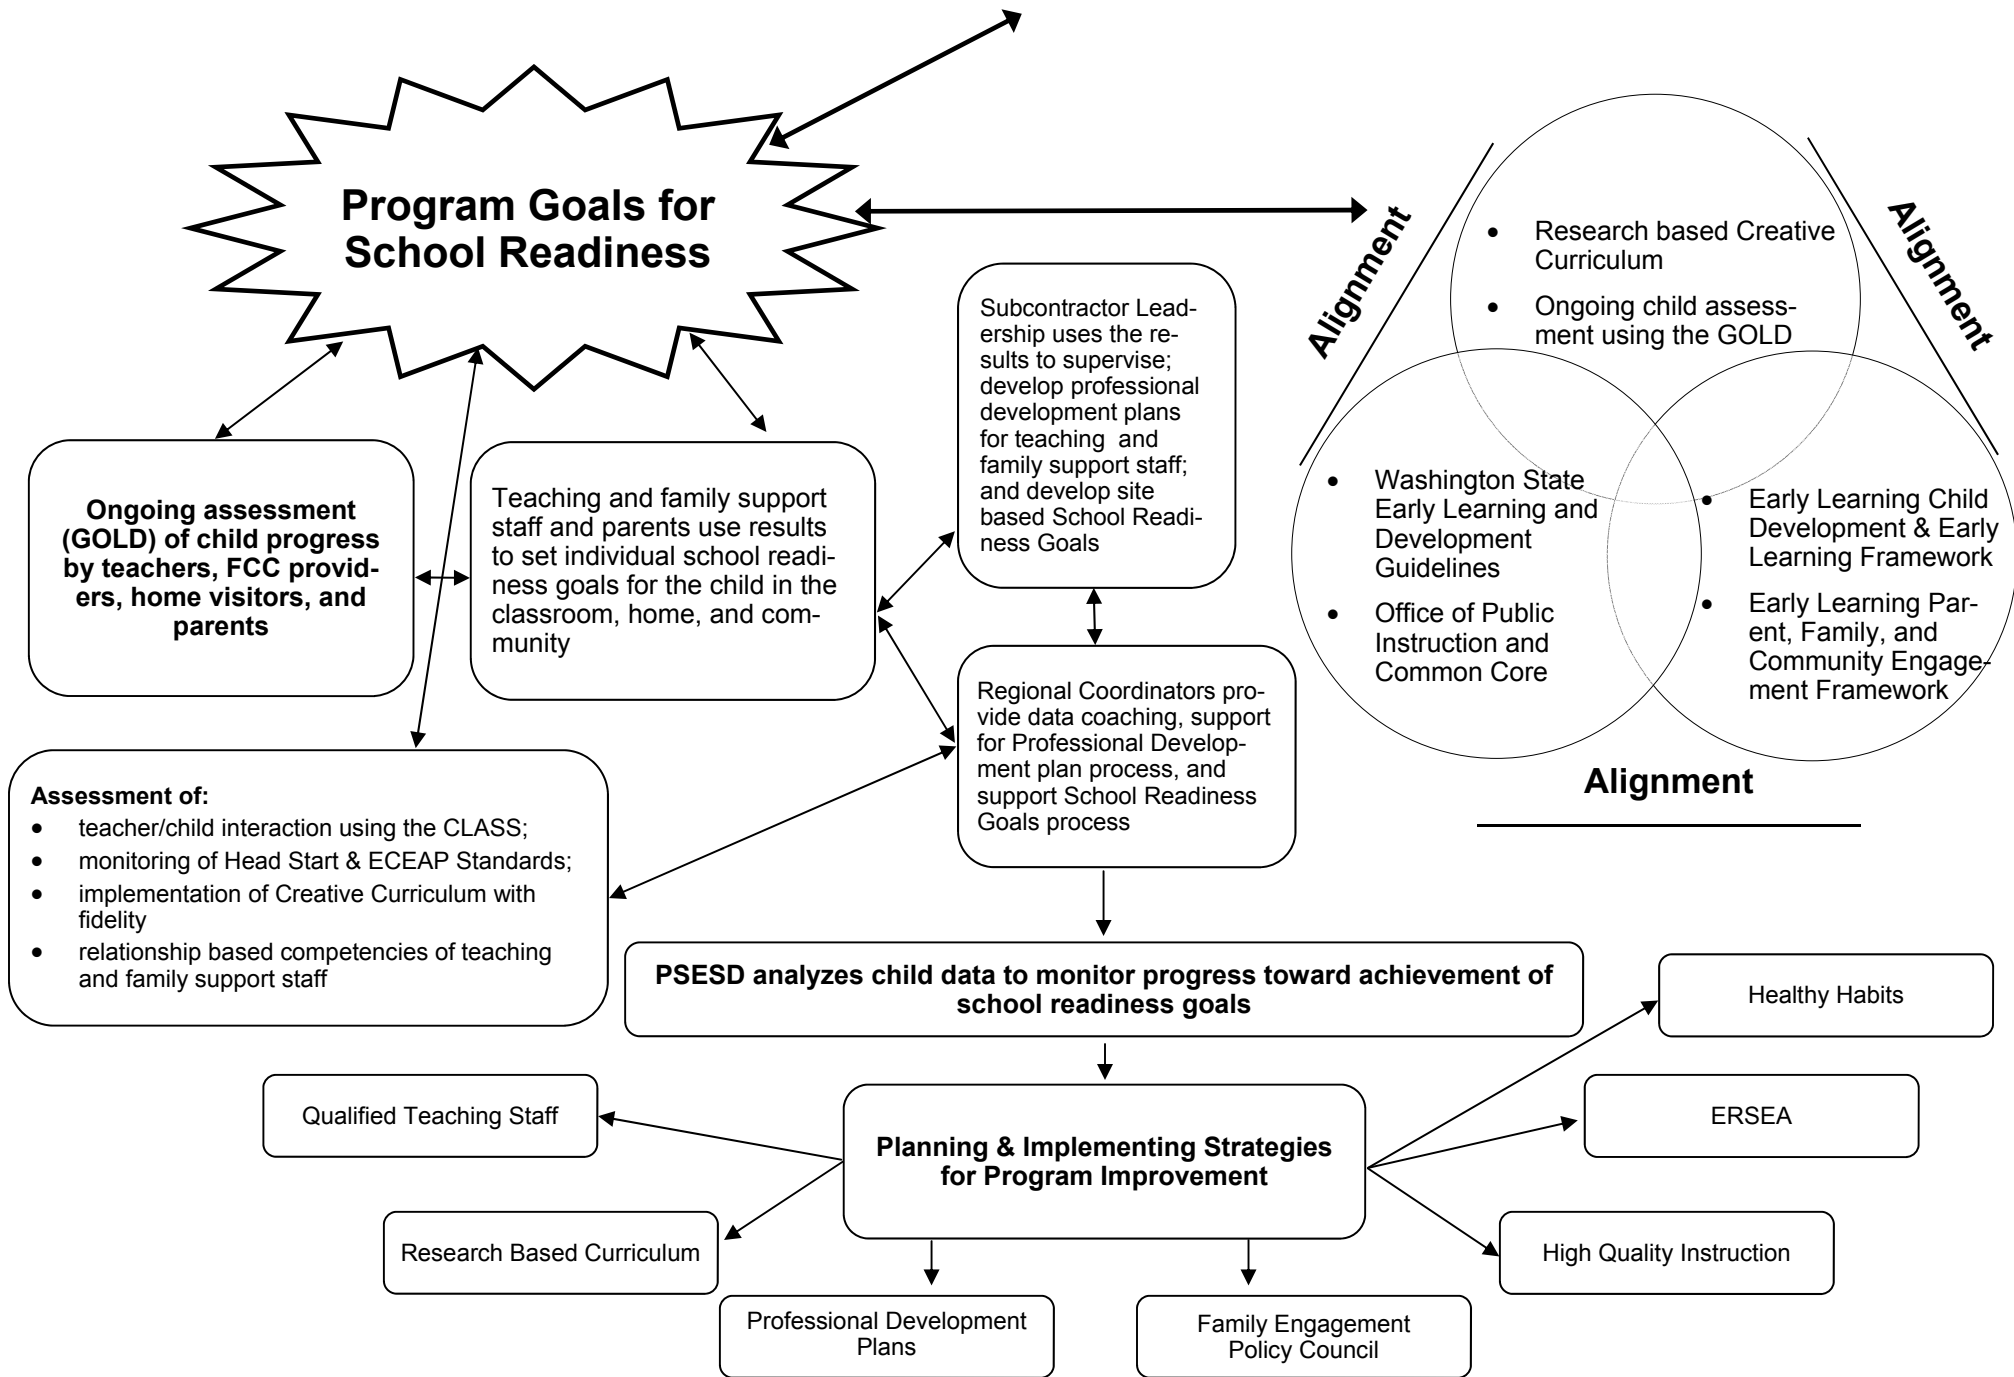 Program Goals for
School Readiness
Alignment
Alignment
• Research based Creative
Curriculum
• Ongoing child assess-
ment using the GOLD
Subcontractor Lead-
ership uses the re-
sults to supervise;
develop professional
development plans
for teaching and
family support staff;
and develop site
based School Readi-
ness Goals
Ongoing assessment
(GOLD) of child progress
by teachers, FCC provid-
ers, home visitors, and
parents
Teaching and family support
staff and parents use results
to set individual school readi-
ness goals for the child in the
classroom, home, and com-
munity
• Washington State
Early Learning and
Development
Guidelines
• Office of Public
Instruction and
Common Core
• Early Learning Child
Development & Early
Learning Framework
• Early Learning Par-
ent, Family, and
Community Engage-
ment Framework
Alignment
Regional Coordinators pro-
vide data coaching, support
for Professional Develop-
ment plan process, and
support School Readiness
Goals process
Assessment of:
• teacher/child interaction using the CLASS;
• monitoring of Head Start & ECEAP Standards;
• implementation of Creative Curriculum with
fidelity
• relationship based competencies of teaching
and family support staff
PSESD analyzes child data to monitor progress toward achievement of
school readiness goals
Healthy Habits
Qualified Teaching Staff
ERSEA
Planning & Implementing Strategies
for Program Improvement
Research Based Curriculum
High Quality Instruction
Professional Development
Plans
Family Engagement
Policy Council